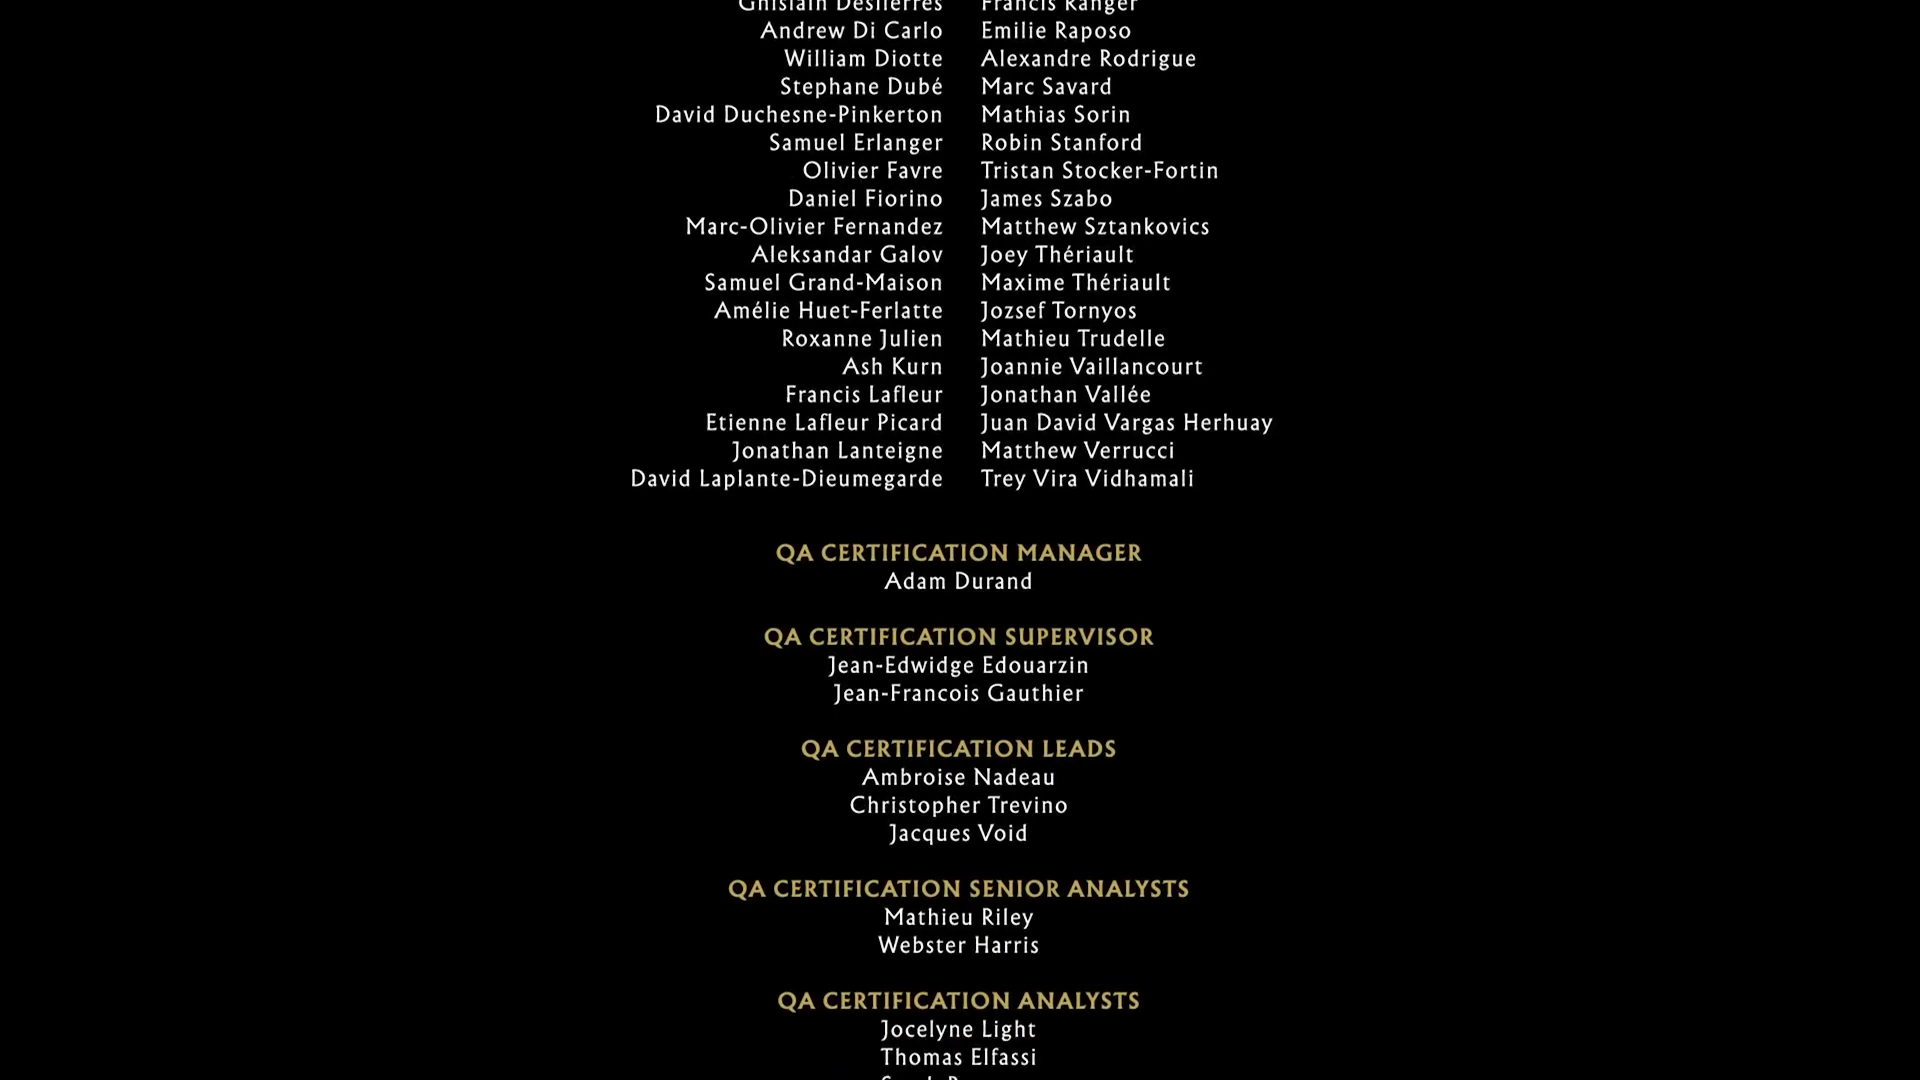 Ghislain Deslierres Francis Ranger
Andrew Di Carlo Emilie Raposo
William Diotte Alexandre Rodrigue
Stephane Dubé Marc Savard
David Duchesne-Pinkerton Mathias Sorin
Samuel Erlanger Robin Stanford
Olivier Favre Tristan Stocker-Fortin
Daniel Fiorino James Szabo
Marc-Olivier Fernandez Matthew Sztankovics
Aleksandar Galov Joey Thériault
Samuel Grand-Maison Maxime Thériault
Amélie Huet-Ferlatte Jozsef Tornyos
Roxanne Julien Mathieu Trudelle
Ash Kurn Joannie Vaillancourt
Francis Lafleur Jonathan Vallée
Etienne Lafleur Picard Juan David Vargas Herhuay
Jonathan Lanteigne Matthew Verrucci
David Laplante-Dieumegarde Trey Vira Vidhamali
QA CERTIFICATION MANAGER
Adam Durand
QA CERTIFICATION SUPERVISOR
Jean-Edwidge Edouarzin
Jean-Francois Gauthier
QA CERTIFICATION LEADS
Ambroise Nadeau
Christopher Trevino
Jacques Void
QA CERTIFICATION SENIOR ANALYSTS
Mathieu Riley
Webster Harris
QA CERTIFICATION ANALYSTS
Jocelyne Light
Thomas Elfassi